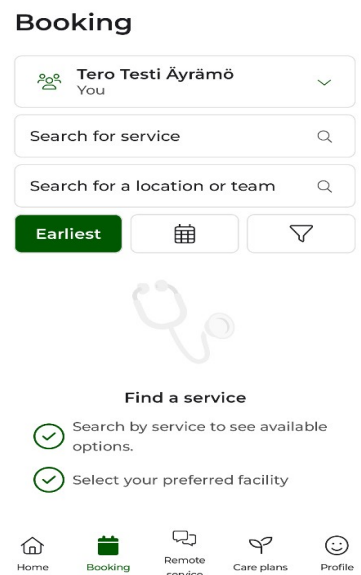 Booking
Tero Testi Äyrämö
You
Search for service
Search for a location or team
Earliest
Find a service
Search by service to see available
options.
Select your preferred facility
Home
Booking
Remote
service
Care plans
Profile